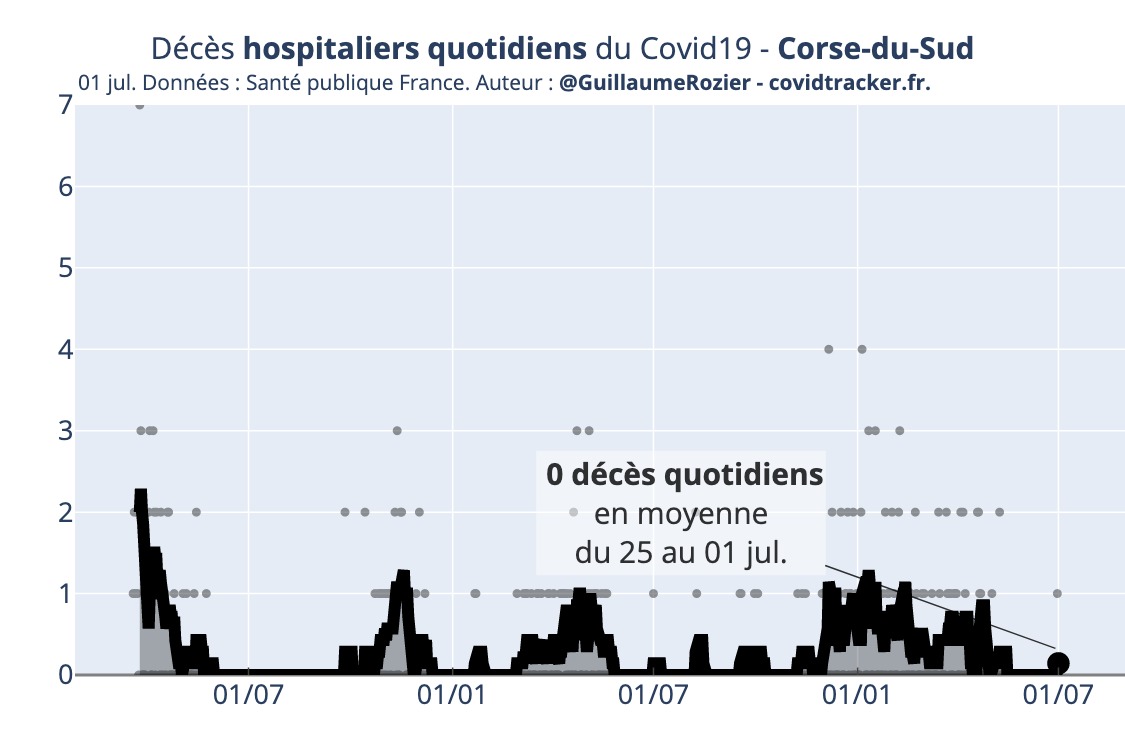 Décès hospitaliers quotidiens du Covid19 - Corse-du-Sud
01 jul. Données : Santé publique France. Auteur : @GuillaumeRozier - covidtracker.fr.
7
6
5
4
3
2
1
0
0 décès quotidiens
en moyenne
du 25 au 01 jul.
01/07
01/01
01/07
01/01
01/07